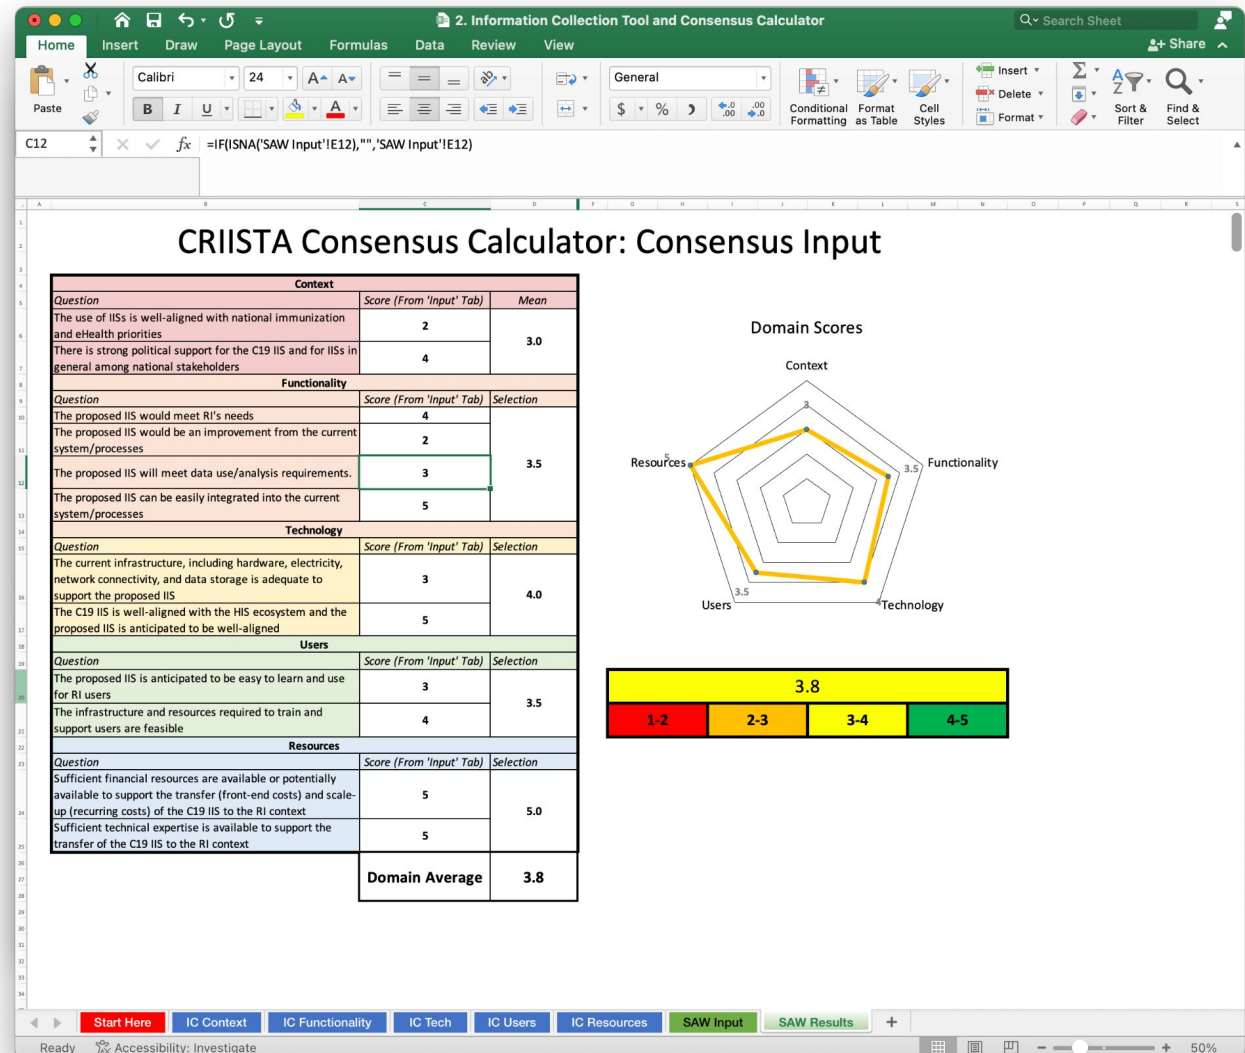 2. Information Collection Tool and Consensus Calculator
Search Sheet
Home Insert Draw Page Layout Formulas Data Review View
Share
Paste
Calibri
24
General
Conditional Formatting
Format as Table
Cell Styles
Insert
Delete
Format
Sort & Filter
Find & Select
C12
fx =IF(ISNA('SAW Input'!E12),"",'SAW Input'!E12)
CRIISTA Consensus Calculator: Consensus Input
Context
Question Score (From 'Input' Tab) Mean
The use of IISs is well-aligned with national immunization
and eHealth priorities
2
3.0
There is strong political support for the C19 IIS and for IISs in
general among national stakeholders
4
Functionality
Question Score (From 'Input' Tab) Selection
The proposed IIS would meet RI's needs
4
The proposed IIS would be an improvement from the current
system/processes
2
3.5
The proposed IIS will meet data use/analysis requirements.
3
The proposed IIS can be easily integrated into the current
system/processes
5
Technology
Question Score (From 'Input' Tab) Selection
The current infrastructure, including hardware, electricity,
network connectivity, and data storage is adequate to
support the proposed IIS
3
4.0
The C19 IIS is well-aligned with the HIS ecosystem and the
proposed IIS is anticipated to be well-aligned
5
Users
Question Score (From 'Input' Tab) Selection
The proposed IIS is anticipated to be easy to learn and use
for RI users
3
3.5
The infrastructure and resources required to train and
support users are feasible
4
Resources
Question Score (From 'Input' Tab) Selection
Sufficient financial resources are available or potentially
available to support the transfer (front-end costs) and scale-
up (recurring costs) of the C19 IIS to the RI context
5
5.0
Sufficient technical expertise is available to support the
transfer of the C19 IIS to the RI context
5
Domain Average 3.8
Domain Scores
Context
3
Resources
5
3.5
Functionality
3.5
Users
4
Technology
3.8
1-2 2-3 3-4 4-5
Start Here IC Context IC Functionality IC Tech IC Users IC Resources SAW Input SAW Results +
Ready Accessibility: Investigate
50%